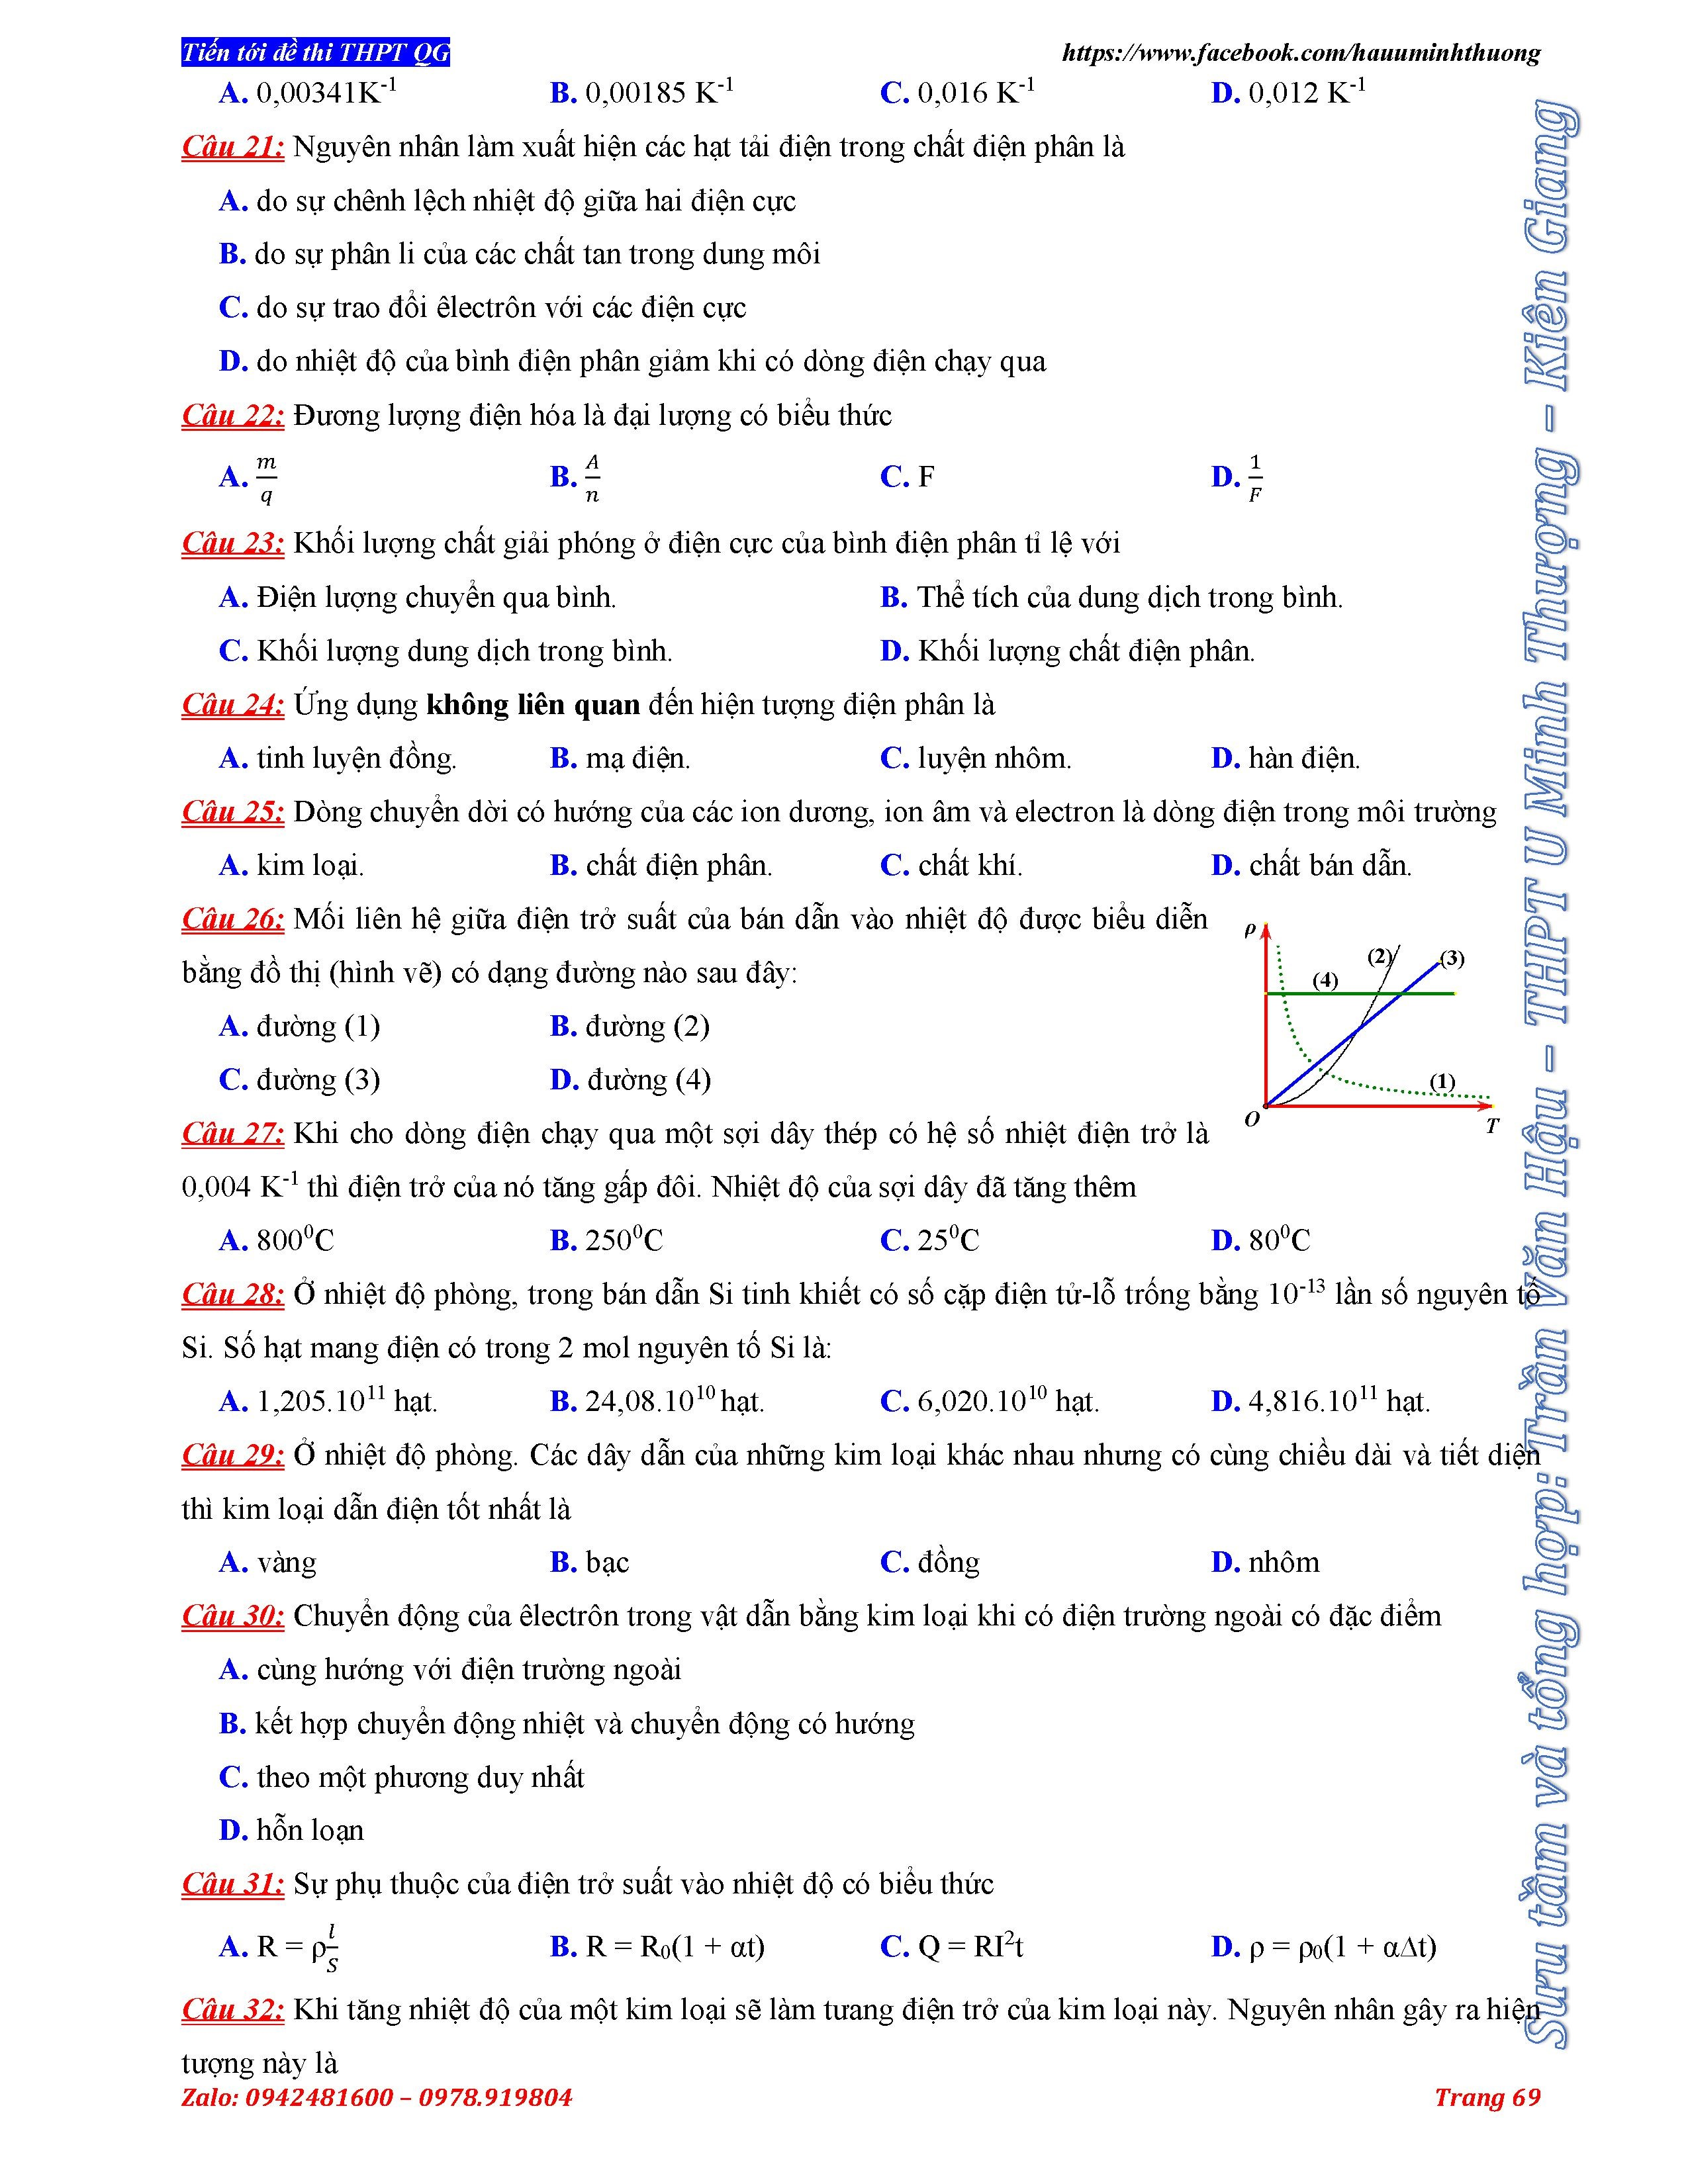 Tiến tới đề thi THPT QG https://www.facebook.com/hauuminhthuong
A. 0,00341K⁻¹ B. 0,00185 K⁻¹ C. 0,016 K⁻¹ D. 0,012 K⁻¹
Câu 21: Nguyên nhân làm xuất hiện các hạt tải điện trong chất điện phân là
A. do sự chênh lệch nhiệt độ giữa hai điện cực
B. do sự phân li của các chất tan trong dung môi
C. do sự trao đổi êlectrôn với các điện cực
D. do nhiệt độ của bình điện phân giảm khi có dòng điện chạy qua
Câu 22: Đương lượng điện hóa là đại lượng có biểu thức
A. m/q B. A/n C. F D. 1/F
Câu 23: Khối lượng chất giải phóng ở điện cực của bình điện phân tỉ lệ với
A. Điện lượng chuyển qua bình. B. Thể tích của dung dịch trong bình.
C. Khối lượng dung dịch trong bình. D. Khối lượng chất điện phân.
Câu 24: Ứng dụng không liên quan đến hiện tượng điện phân là
A. tinh luyện đồng. B. mạ điện. C. luyện nhôm. D. hàn điện.
Câu 25: Dòng chuyển dời có hướng của các ion dương, ion âm và electron là dòng điện trong môi trường
A. kim loại. B. chất điện phân. C. chất khí. D. chất bán dẫn.
Câu 26: Mối liên hệ giữa điện trở suất của bán dẫn vào nhiệt độ được biểu diễn
bằng đồ thị (hình vẽ) có dạng đường nào sau đây:
A. đường (1) B. đường (2)
C. đường (3) D. đường (4)
ρ
(2) (3)
(4)
(1)
O T
Câu 27: Khi cho dòng điện chạy qua một sợi dây thép có hệ số nhiệt điện trở là
0,004 K⁻¹ thì điện trở của nó tăng gấp đôi. Nhiệt độ của sợi dây đã tăng thêm
A. 800⁰C B. 250⁰C C. 25⁰C D. 80⁰C
Câu 28: Ở nhiệt độ phòng, trong bán dẫn Si tinh khiết có số cặp điện tử-lỗ trống bằng 10⁻¹³ lần số nguyên tố
Si. Số hạt mang điện có trong 2 mol nguyên tố Si là:
A. 1,205.10¹¹ hạt. B. 24,08.10¹⁰ hạt. C. 6,020.10¹⁰ hạt. D. 4,816.10¹¹ hạt.
Câu 29: Ở nhiệt độ phòng. Các dây dẫn của những kim loại khác nhau nhưng có cùng chiều dài và tiết diện
thì kim loại dẫn điện tốt nhất là
A. vàng B. bạc C. đồng D. nhôm
Câu 30: Chuyển động của êlectrôn trong vật dẫn bằng kim loại khi có điện trường ngoài có đặc điểm
A. cùng hướng với điện trường ngoài
B. kết hợp chuyển động nhiệt và chuyển động có hướng
C. theo một phương duy nhất
D. hỗn loạn
Câu 31: Sự phụ thuộc của điện trở suất vào nhiệt độ có biểu thức
A. R = ρl/S B. R = R₀(1 + αt) C. Q = RI²t D. ρ = ρ₀(1 + αΔt)
Câu 32: Khi tăng nhiệt độ của một kim loại sẽ làm tưang điện trở của kim loại này. Nguyên nhân gây ra hiện
tượng này là
Zalo: 0942481600 – 0978.919804 Trang 69
Sưu tầm và tổng hợp: Trần Văn Hậu – THPT U Minh Thượng – Kiên Giang